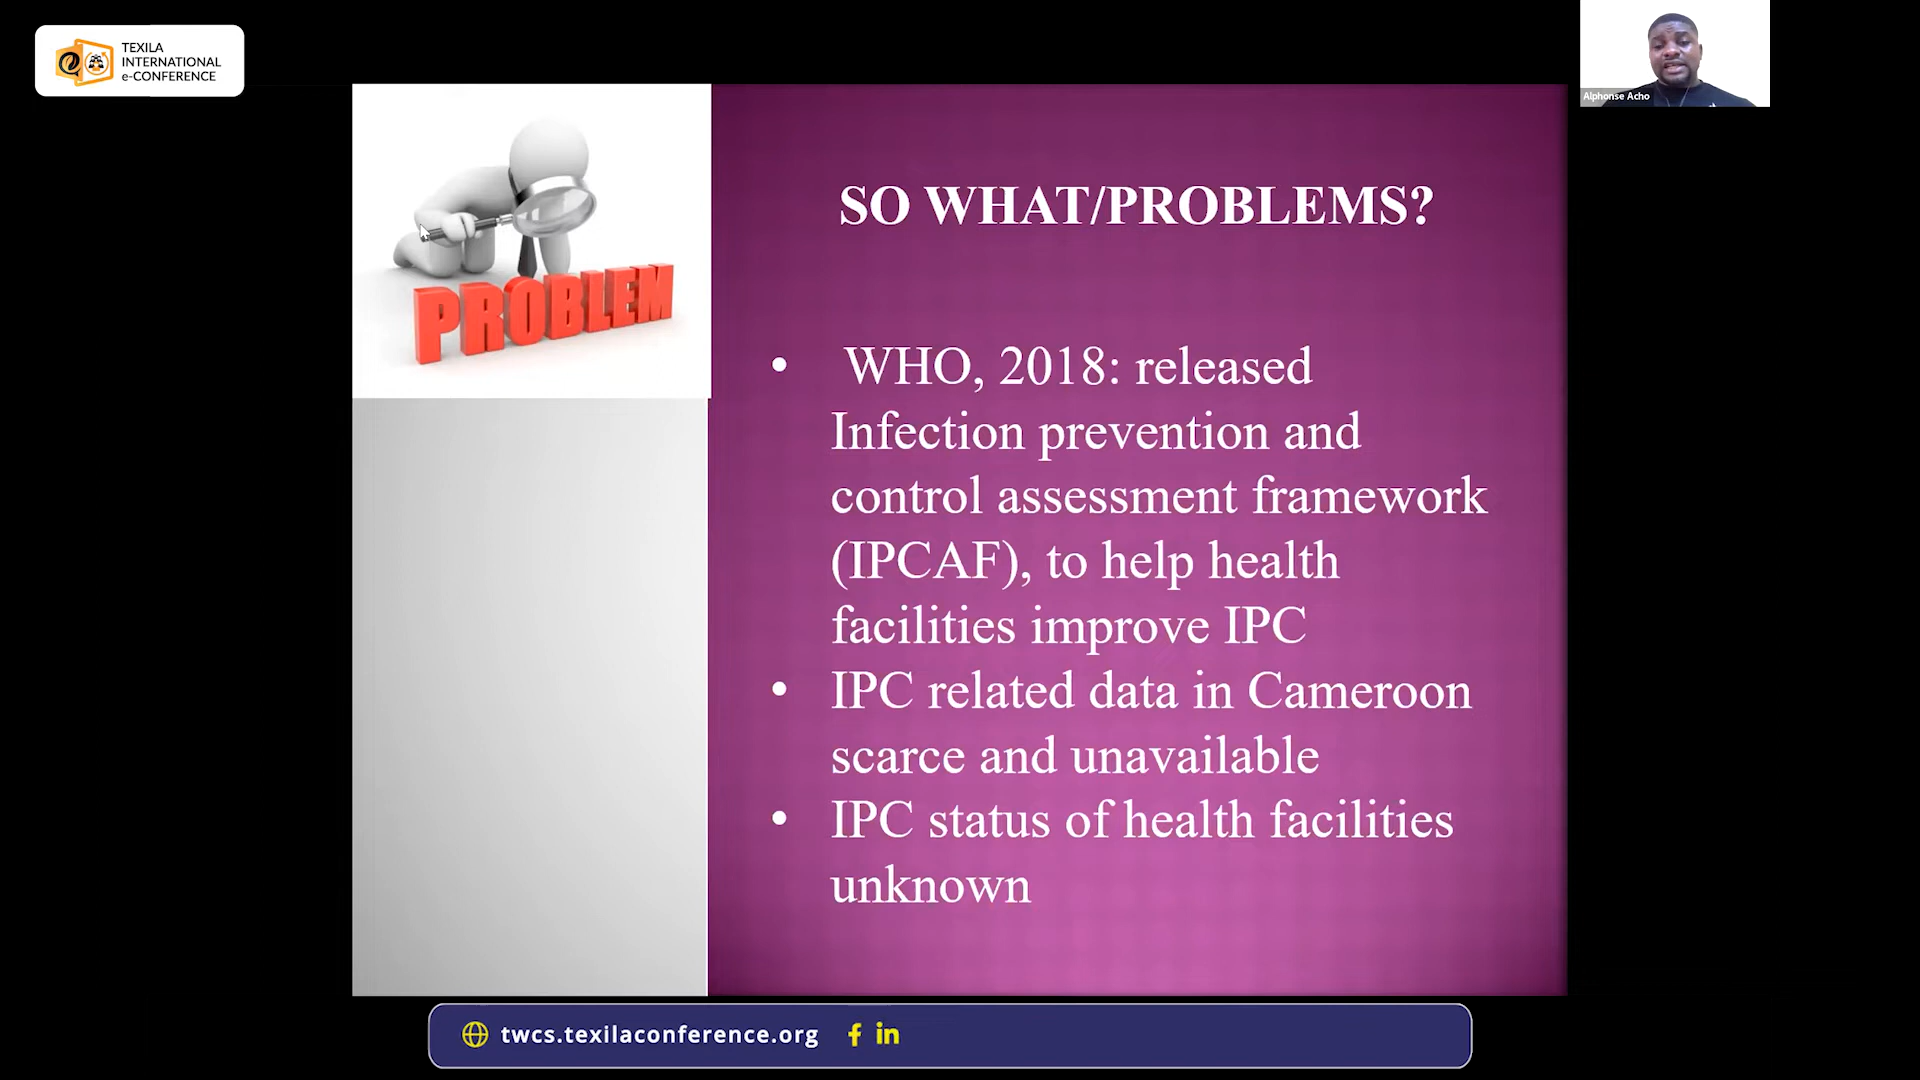 TEXILA
INTERNATIONAL
e-CONFERENCE
Alphonse Acho
PROBLEM
SO WHAT/PROBLEMS?
• WHO, 2018: released
Infection prevention and
control assessment framework
(IPCAF), to help health
facilities improve IPC
• IPC related data in Cameroon
scarce and unavailable
• IPC status of health facilities
unknown
twcs.texilaconference.org f in